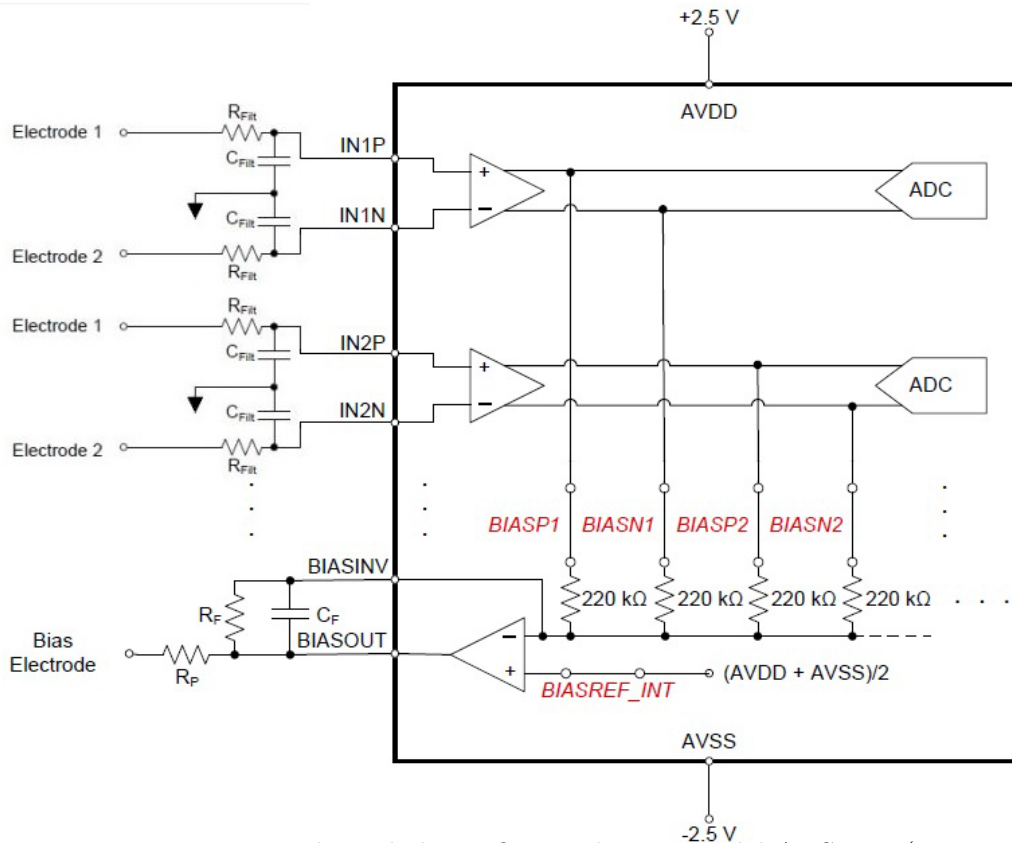 +2.5 V
AVDD
Electrode 1
RFilt
CFilt
IN1P
+
ADC
CFilt
IN1N
−
Electrode 2
RFilt
RFilt
Electrode 1
CFilt
IN2P
+
ADC
CFilt
IN2N
−
Electrode 2
RFilt
BIASP1 BIASN1 BIASP2 BIASN2
BIASINV
220 kΩ 220 kΩ 220 kΩ 220 kΩ
RF
CF
BIASOUT
−
Bias
Electrode
RP
+
BIASREF_INT
(AVDD + AVSS)/2
AVSS
-2.5 V